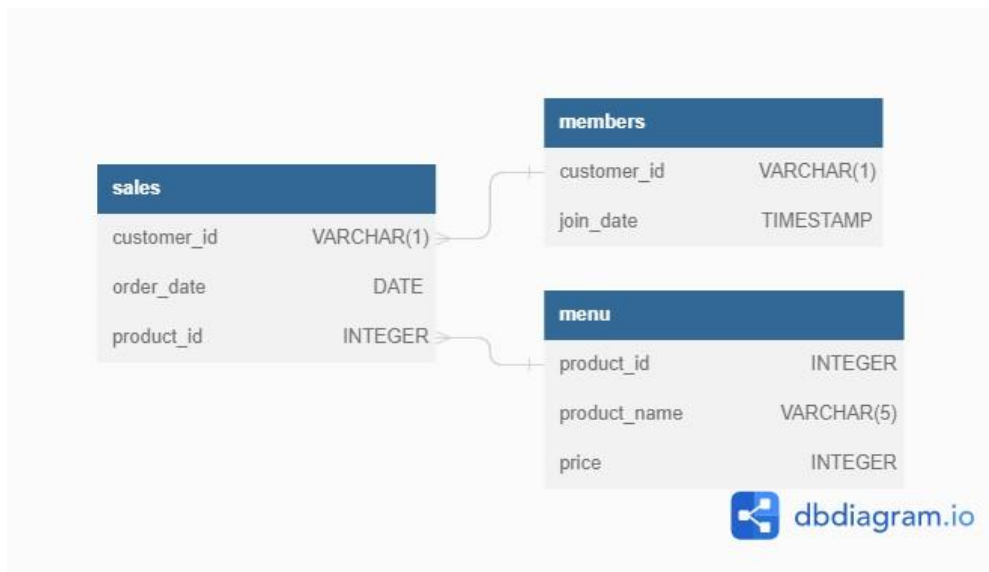 sales
customer_id VARCHAR(1)
order_date DATE
product_id INTEGER
members
customer_id VARCHAR(1)
join_date TIMESTAMP
menu
product_id INTEGER
product_name VARCHAR(5)
price INTEGER
dbdiagram.io